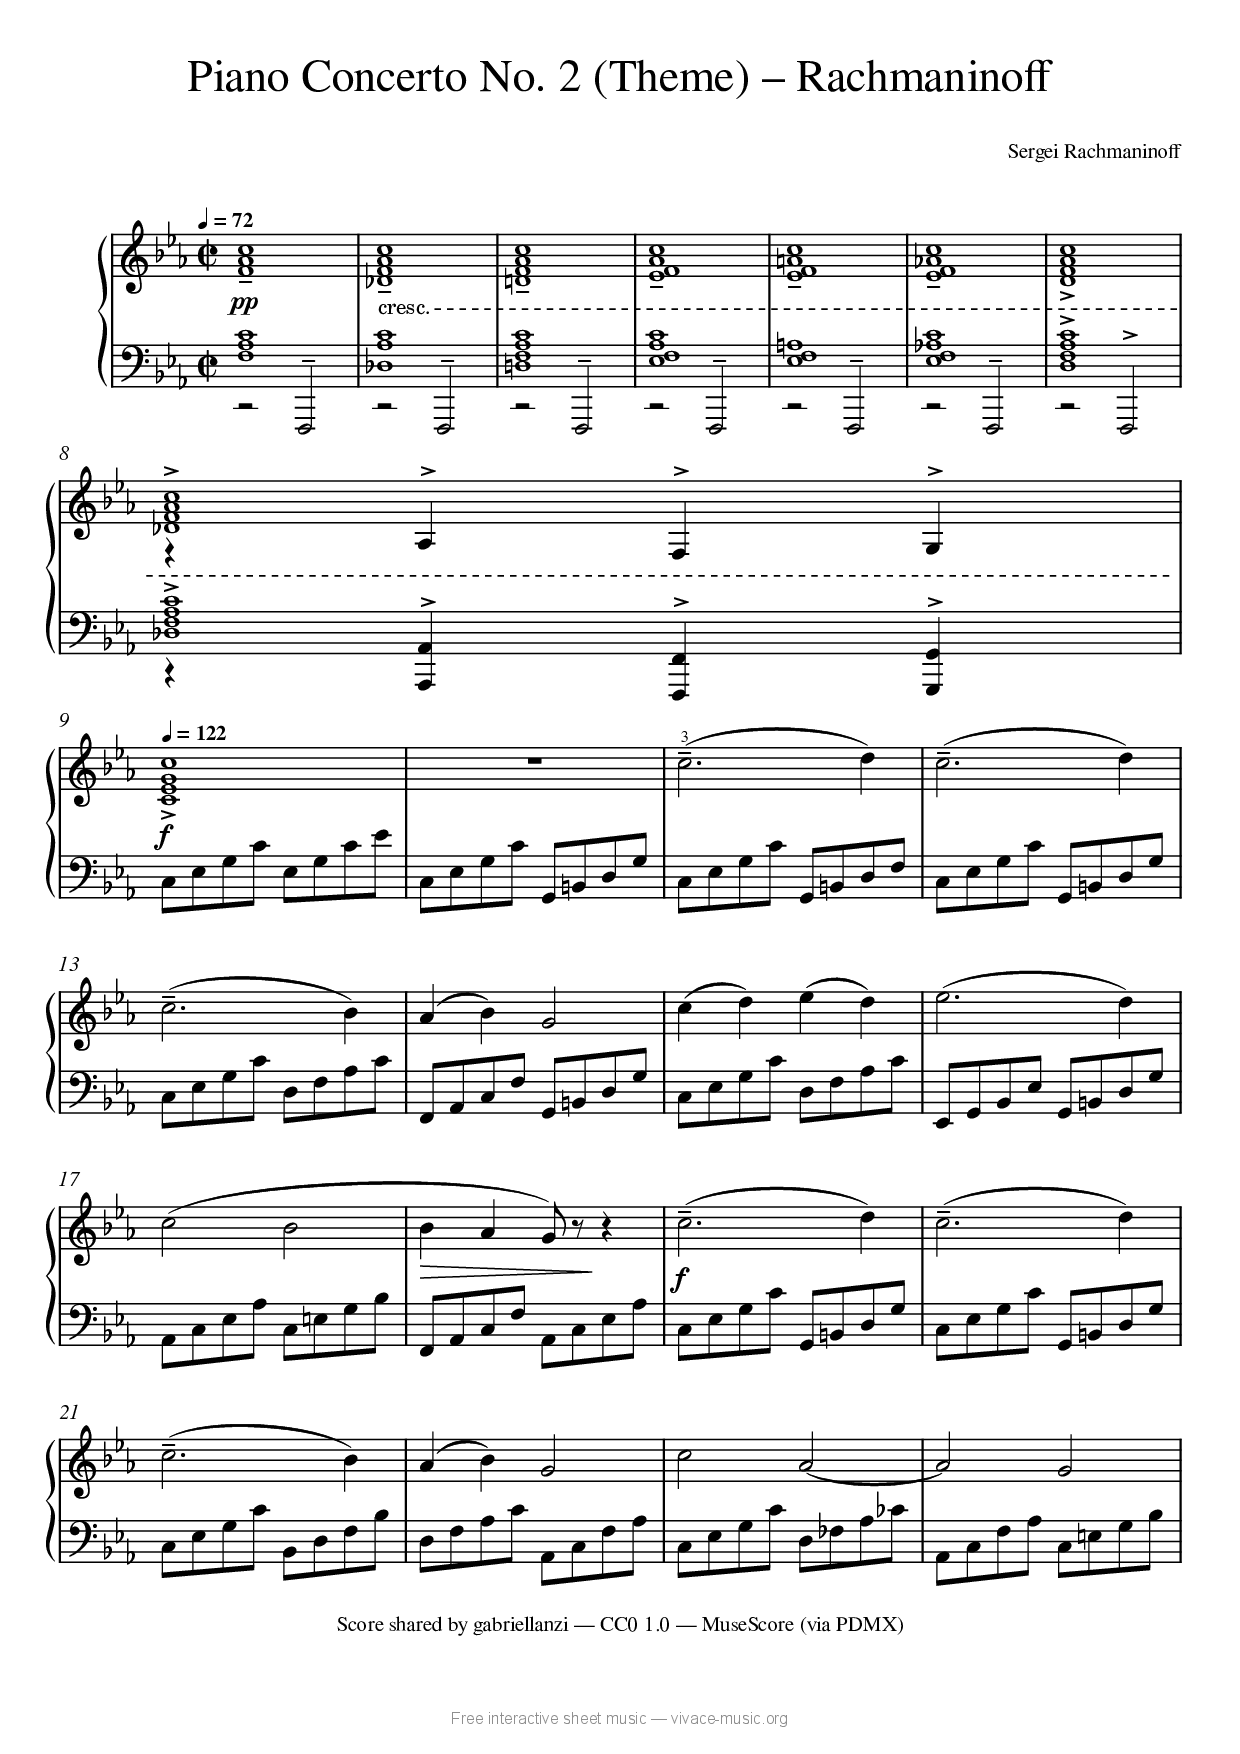 Piano Concerto No. 2 (Theme) – Rachmaninoff
Sergei Rachmaninoff
= 72
pp
cresc.
8
9
= 122
3
f
13
17
f
21
Score shared by gabriellanzi — CC0 1.0 — MuseScore (via PDMX)
Free interactive sheet music — vivace-music.org